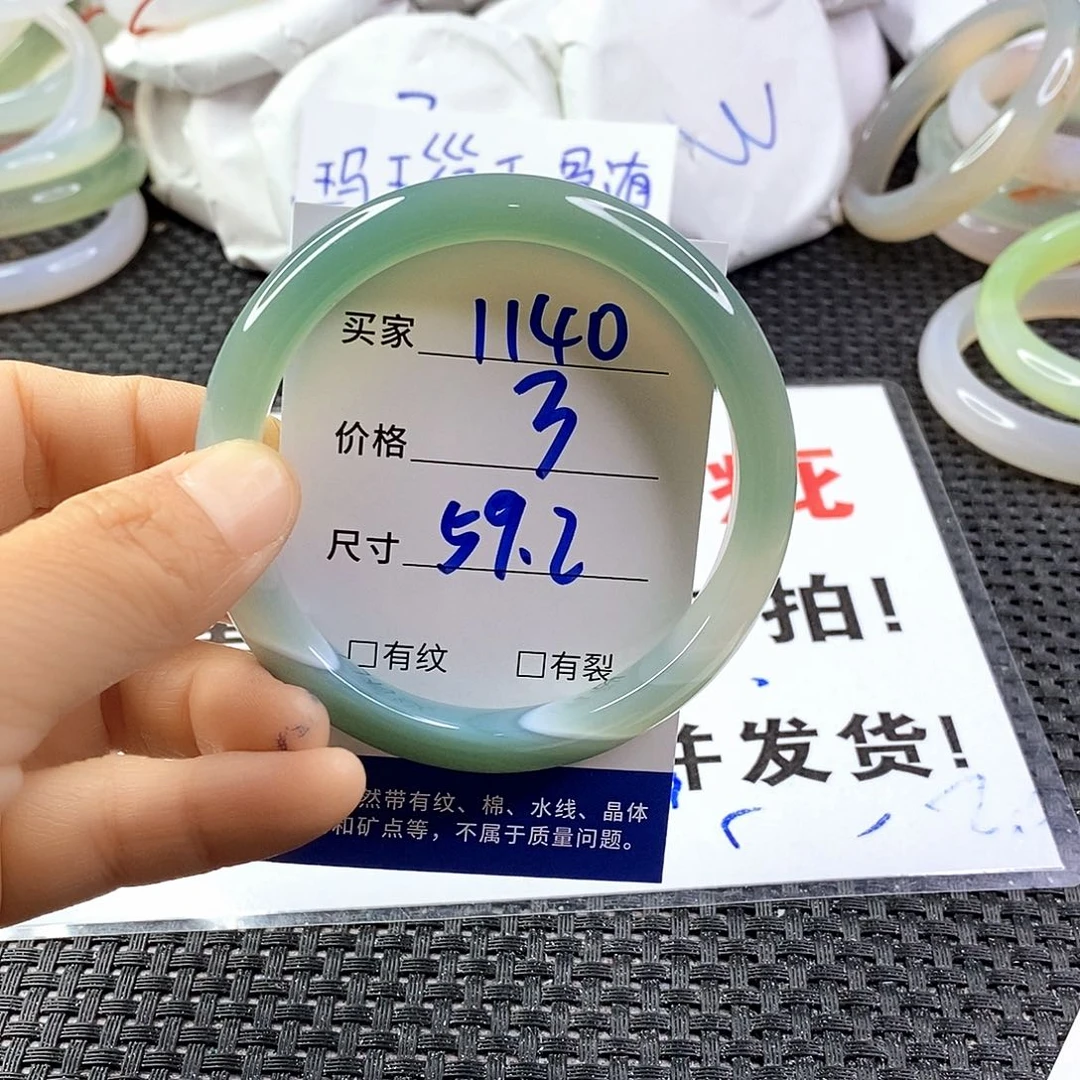 玛瑙
买家 1140
价格 3
尺寸 59.2
□有纹 □有裂
然带有纹、棉、水线、晶体
和矿点等，不属于质量问题。
拍!
并发货!